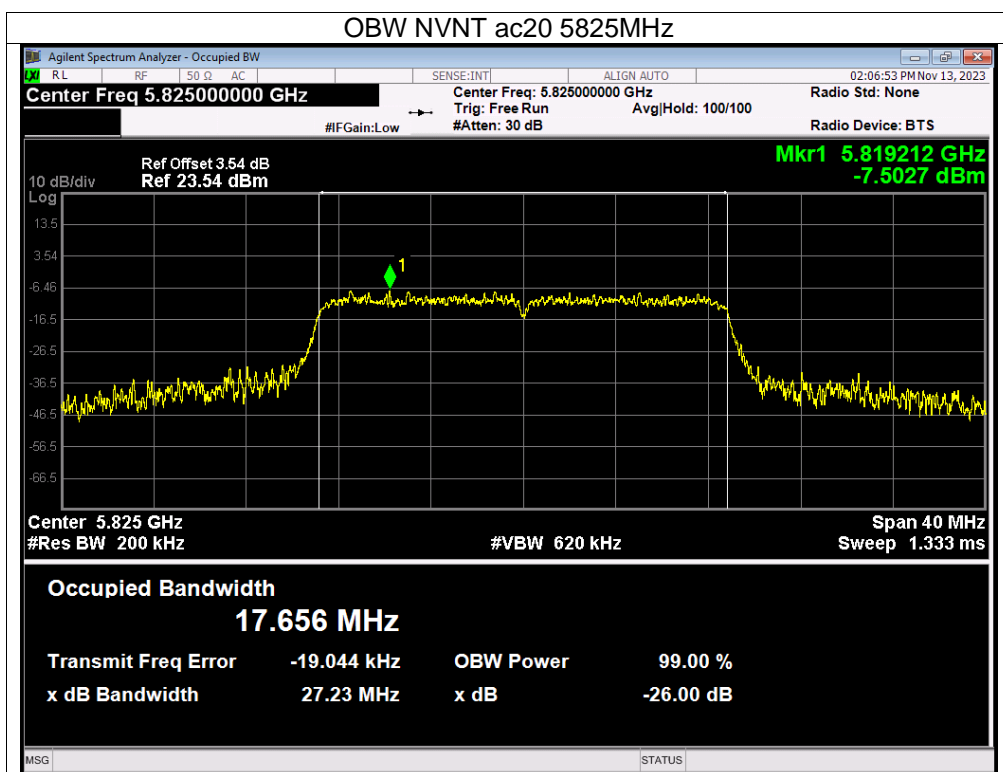 OBW NVNT ac20 5825MHz
Agilent Spectrum Analyzer - Occupied BW
LXI RL RF 50 Ω AC SENSE:INT ALIGN AUTO 02:06:53 PM Nov 13, 2023
Center Freq 5.825000000 GHz Center Freq: 5.825000000 GHz Radio Std: None
Trig: Free Run Avg|Hold: 100/100
#IFGain:Low #Atten: 30 dB Radio Device: BTS
Mkr1 5.819212 GHz
-7.5027 dBm
Ref Offset 3.54 dB
10 dB/div Ref 23.54 dBm
Log
13.5
3.54
1
-6.46
-16.5
-26.5
-36.5
-46.5
-56.5
-66.5
Center 5.825 GHz Span 40 MHz
#Res BW 200 kHz #VBW 620 kHz Sweep 1.333 ms
Occupied Bandwidth
17.656 MHz
Transmit Freq Error -19.044 kHz OBW Power 99.00 %
x dB Bandwidth 27.23 MHz x dB -26.00 dB
MSG STATUS